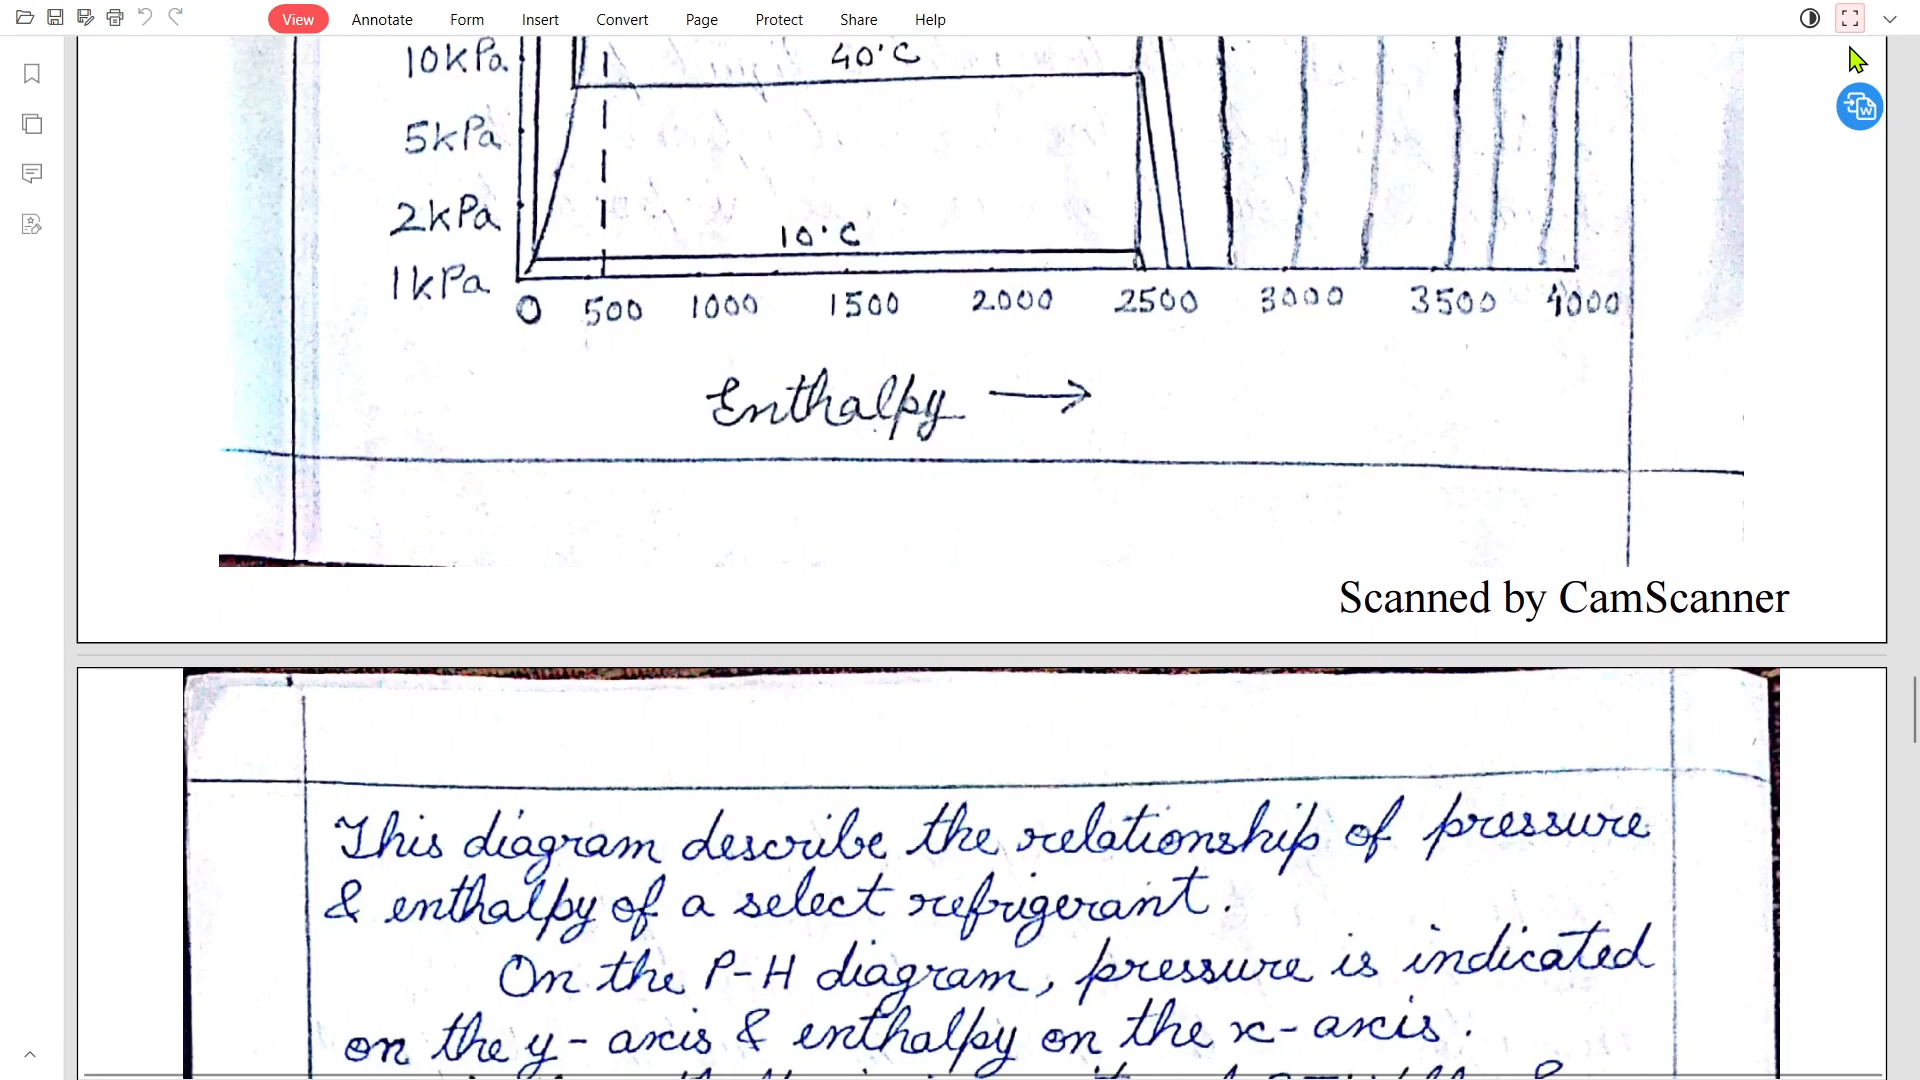 View Annotate Form Insert Convert Page Protect Share Help
10kPa 40°C
5kPa
2kPa 10°C
1kPa
0 500 1000 1500 2000 2500 3000 3500 4000
Enthalpy →
Scanned by CamScanner
This diagram describe the relationship of pressure
& enthalpy of a select refrigerant.
On the P-H diagram, pressure is indicated
on the y-axis & enthalpy on the x-axis.